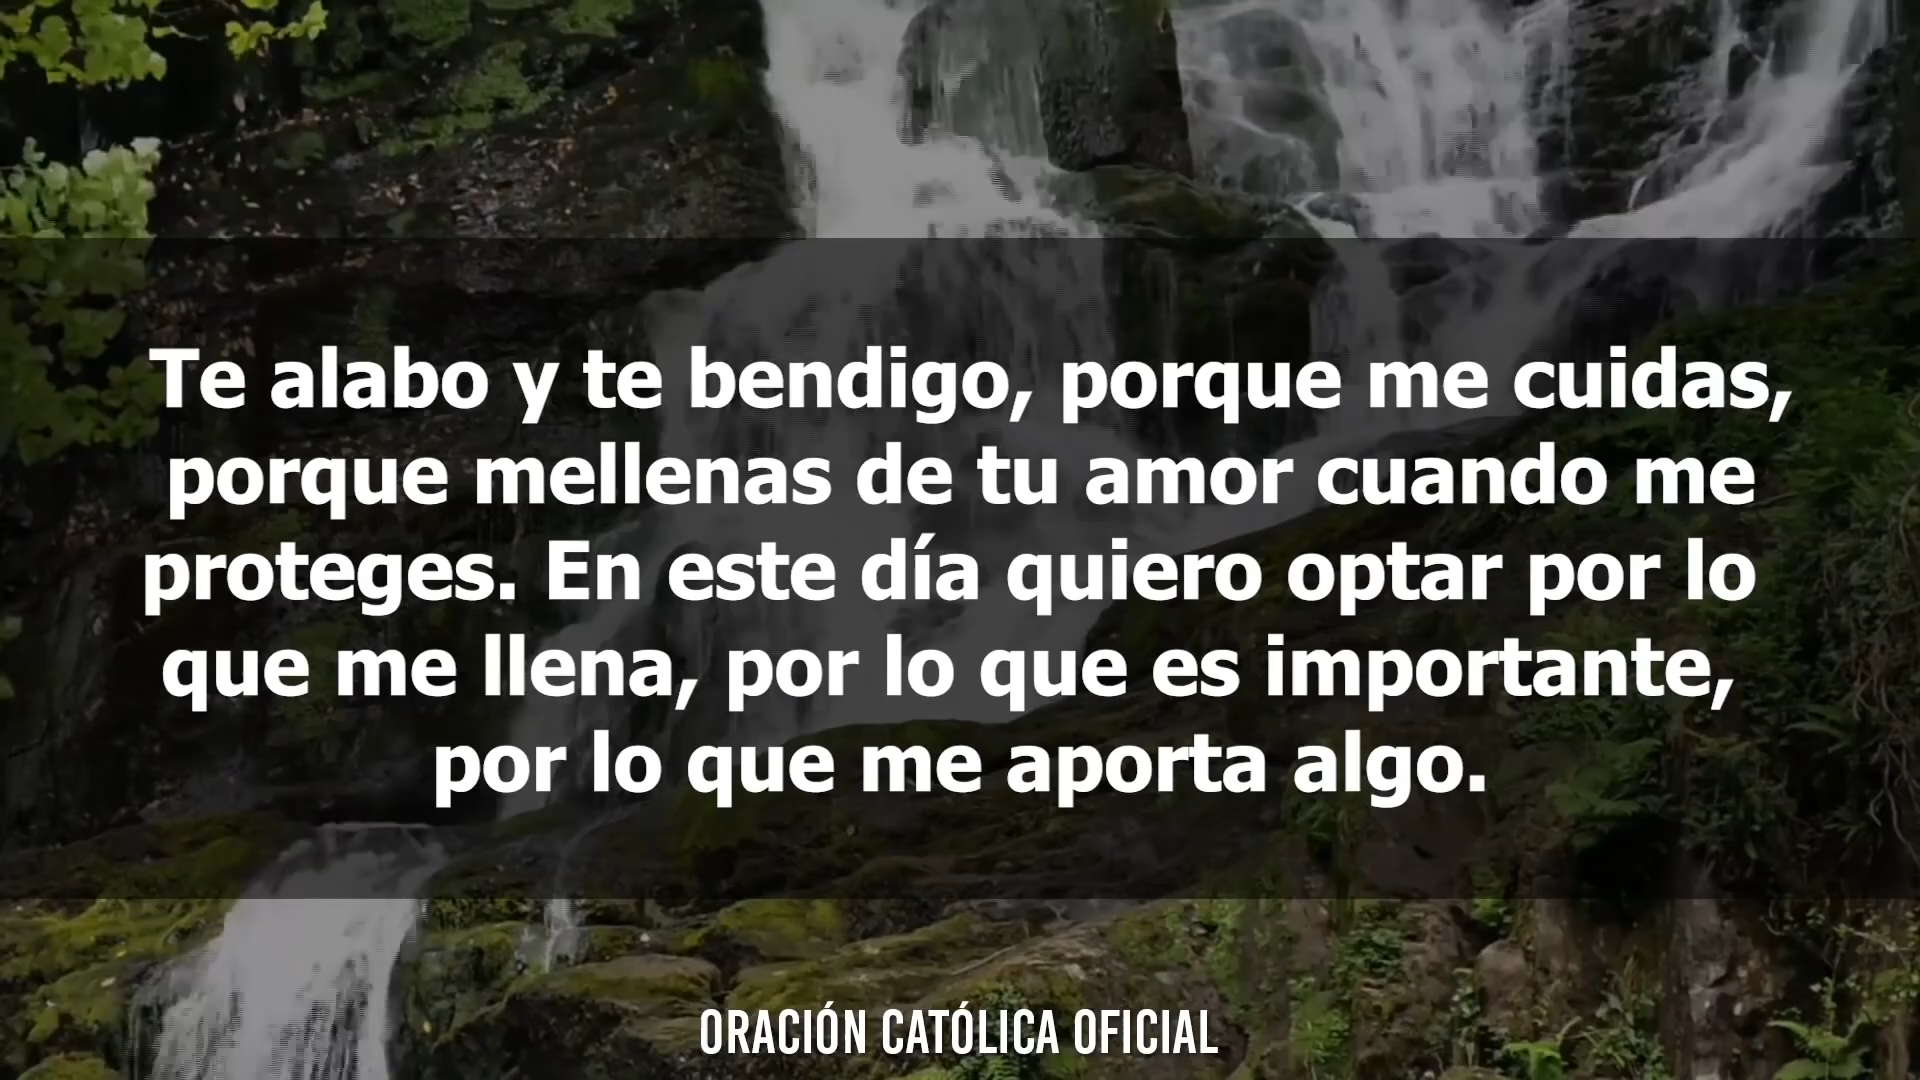 Te alabo y te bendigo, porque me cuidas,
porque mellenas de tu amor cuando me
proteges. En este día quiero optar por lo
que me llena, por lo que es importante,
por lo que me aporta algo.
ORACIÓN CATÓLICA OFICIAL